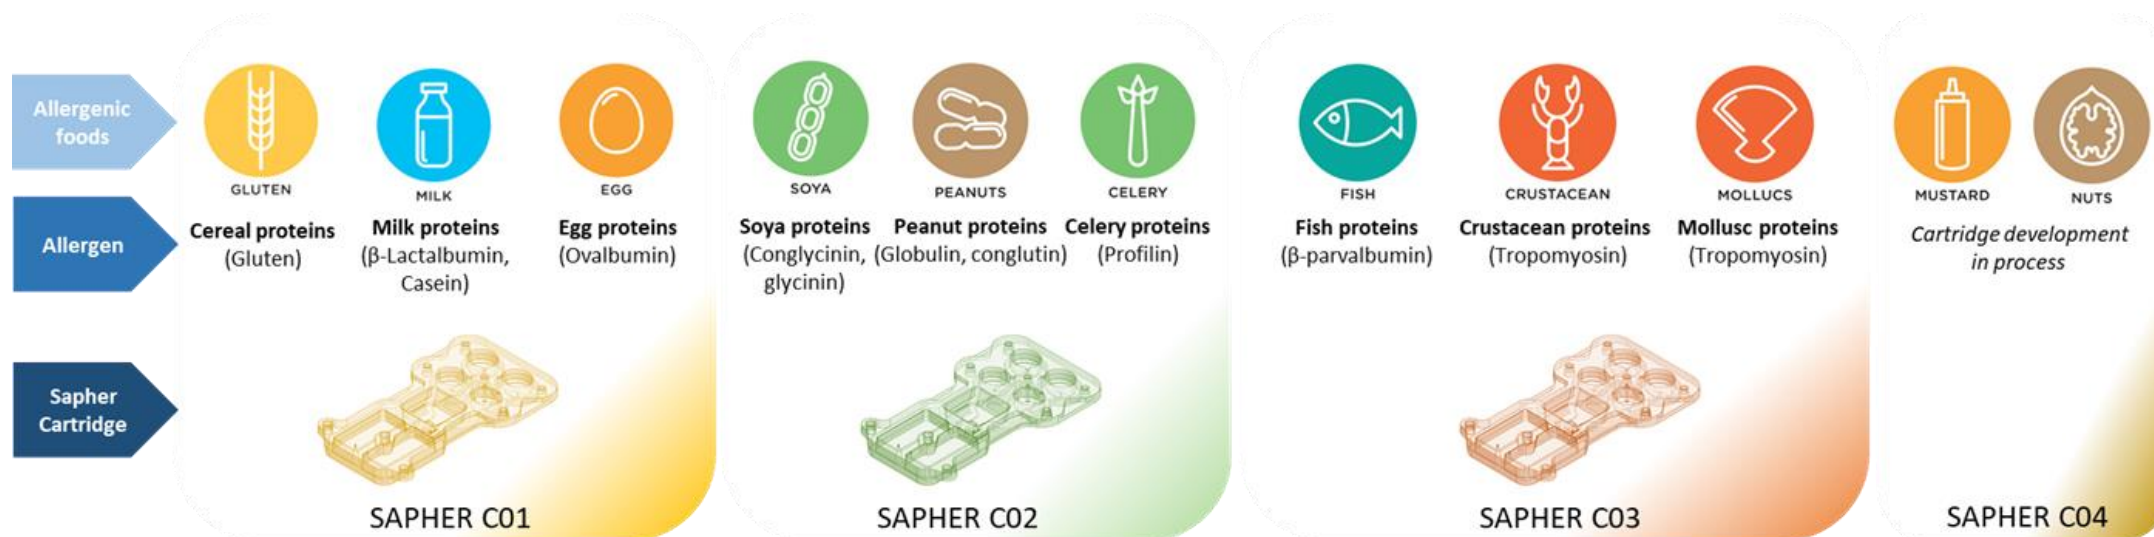 Allergenic
foods
GLUTEN
MILK
EGG
SOYA
PEANUTS
CELERY
FISH
CRUSTACEAN
MOLLUCS
MUSTARD
NUTS
Allergen
Cereal proteins
(Gluten)
Milk proteins
(β-Lactalbumin,
Casein)
Egg proteins
(Ovalbumin)
Soya proteins
(Conglycinin,
glycinin)
Peanut proteins
(Globulin, conglutin)
Celery proteins
(Profilin)
Fish proteins
(β-parvalbumin)
Crustacean proteins
(Tropomyosin)
Mollusc proteins
(Tropomyosin)
Cartridge development
in process
Sapher
Cartridge
SAPHER C01
SAPHER C02
SAPHER C03
SAPHER C04